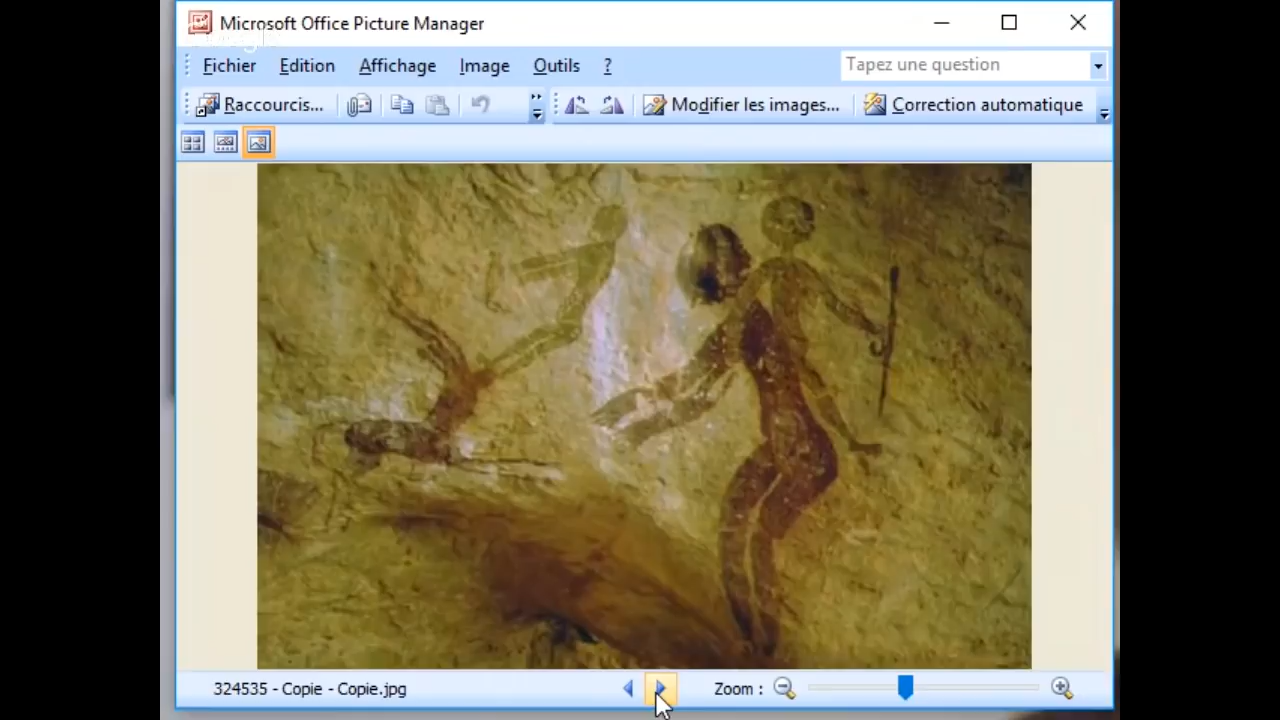 Microsoft Office Picture Manager
Fichier Edition Affichage Image Outils ? Tapez une question
Raccourcis... Modifier les images... Correction automatique
324535 - Copie - Copie.jpg Zoom :